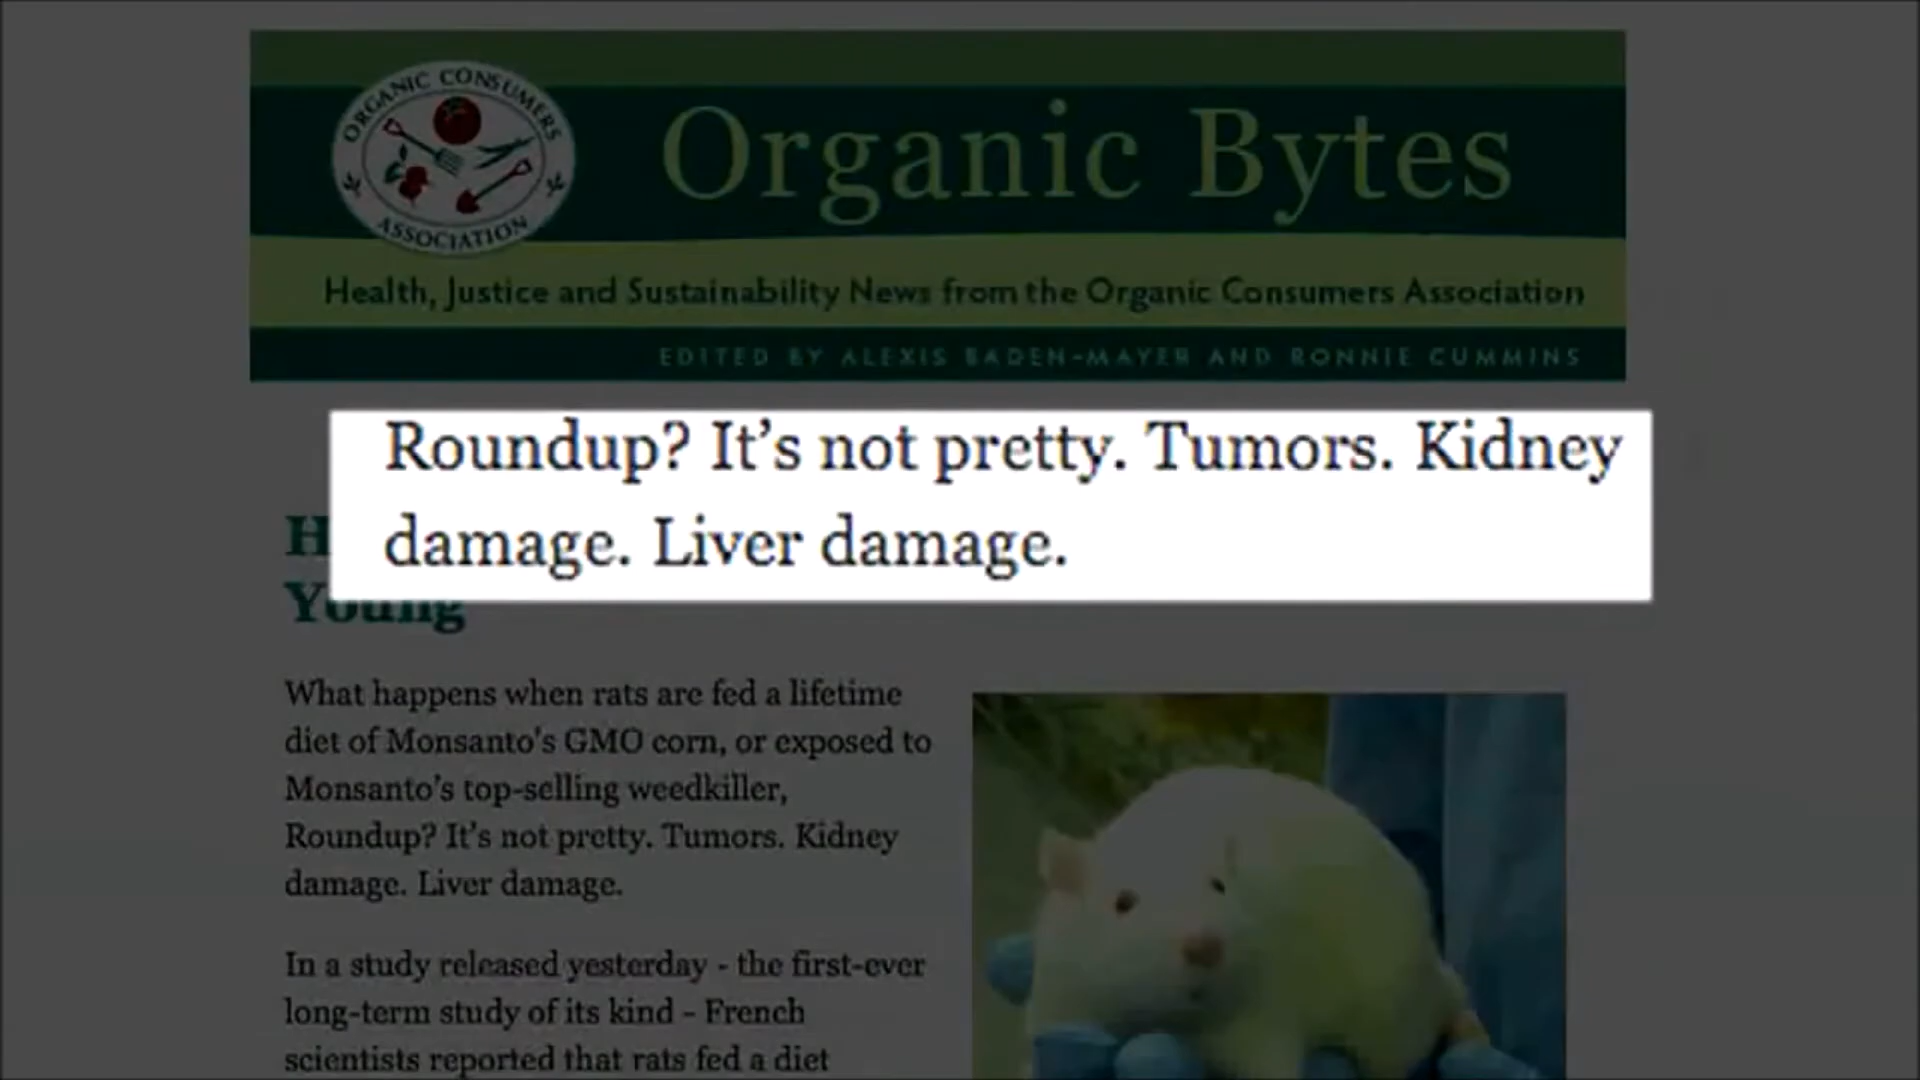 ORGANIC CONSUMERS
ASSOCIATION
Organic Bytes
Health, Justice and Sustainability News from the Organic Consumers Association
EDITED BY ALEXIS BADEN-MAYER AND RONNIE CUMMINS
Roundup? It's not pretty. Tumors. Kidney
damage. Liver damage.
Young
What happens when rats are fed a lifetime
diet of Monsanto's GMO corn, or exposed to
Monsanto's top-selling weedkiller,
Roundup? It's not pretty. Tumors. Kidney
damage. Liver damage.
In a study released yesterday - the first-ever
long-term study of its kind - French
scientists reported that rats fed a diet